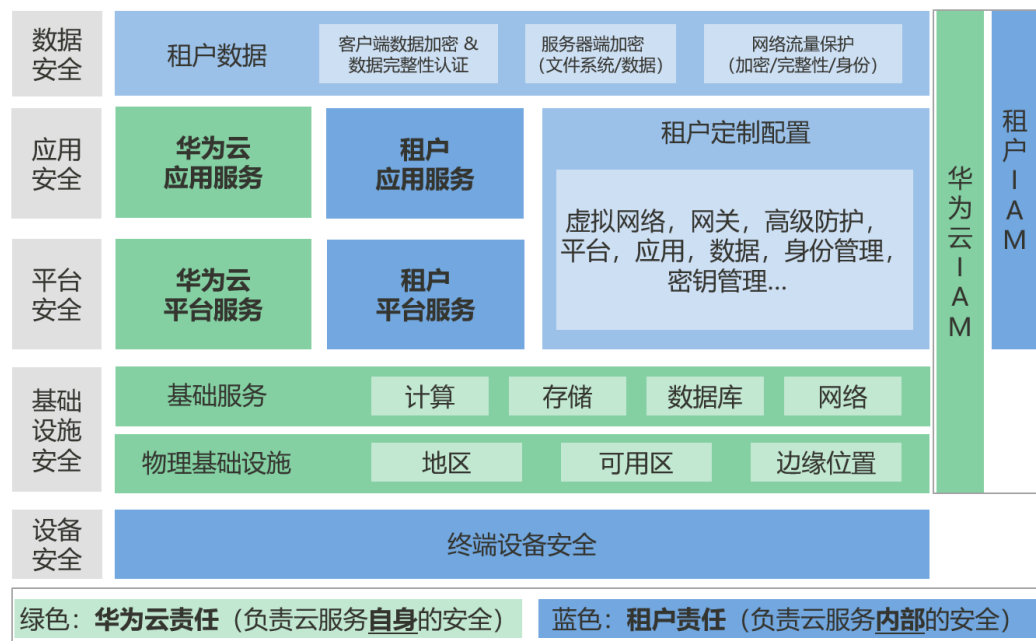 数据
安全
租户数据
客户端数据加密 &
数据完整性认证
服务器端加密
(文件系统/数据)
网络流量保护
(加密/完整性/身份)
应用
安全
华为云
应用服务
租户
应用服务
租户定制配置
虚拟网络，网关，高级防护，
平台，应用，数据，身份管理，
密钥管理...
平台
安全
华为云
平台服务
租户
平台服务
基础
设施
安全
基础服务
计算
存储
数据库
网络
物理基础设施
地区
可用区
边缘位置
设备
安全
终端设备安全
华为云IAM
租户IAM
绿色：华为云责任（负责云服务自身的安全）
蓝色：租户责任（负责云服务内部的安全）